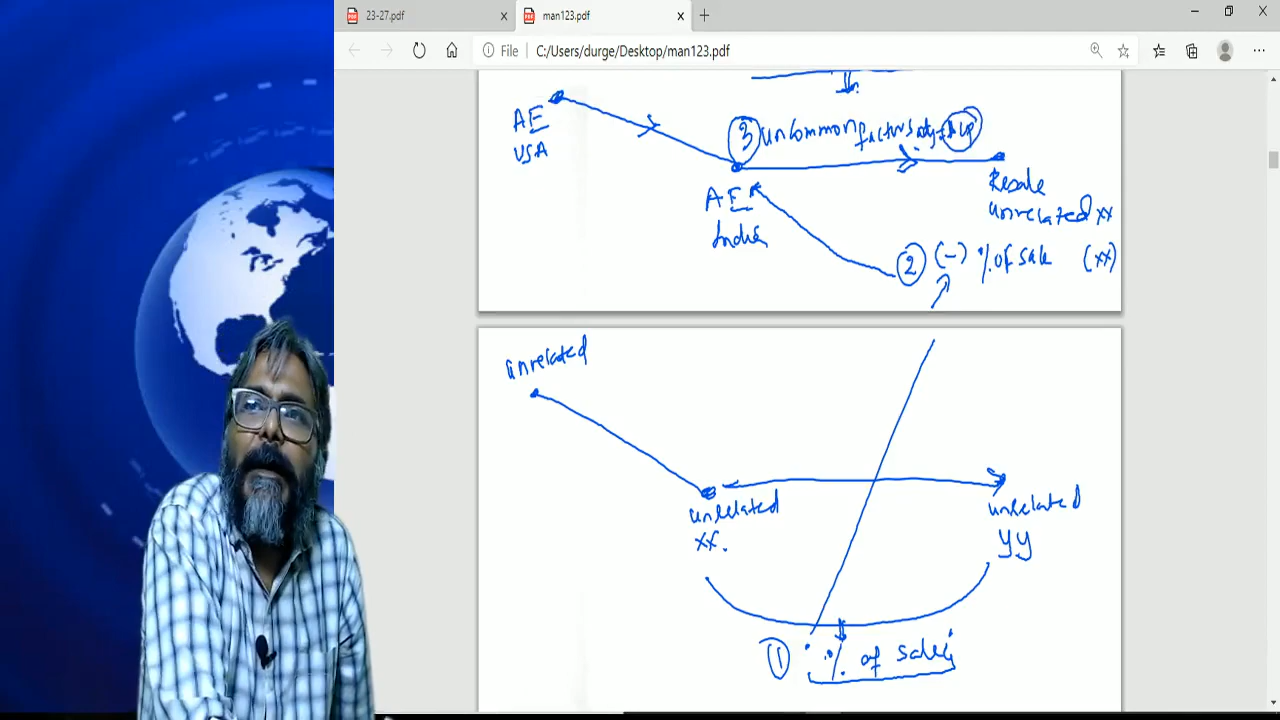 23-27.pdf
man123.pdf
File
C:/Users/durge/Desktop/man123.pdf
AE
USA
3 Uncommon
AE
India
Resale
unrelated xx
2 (-) % of sale (xx)
unrelated
unrelated
xx.
unrelated
yy
1 % of sales